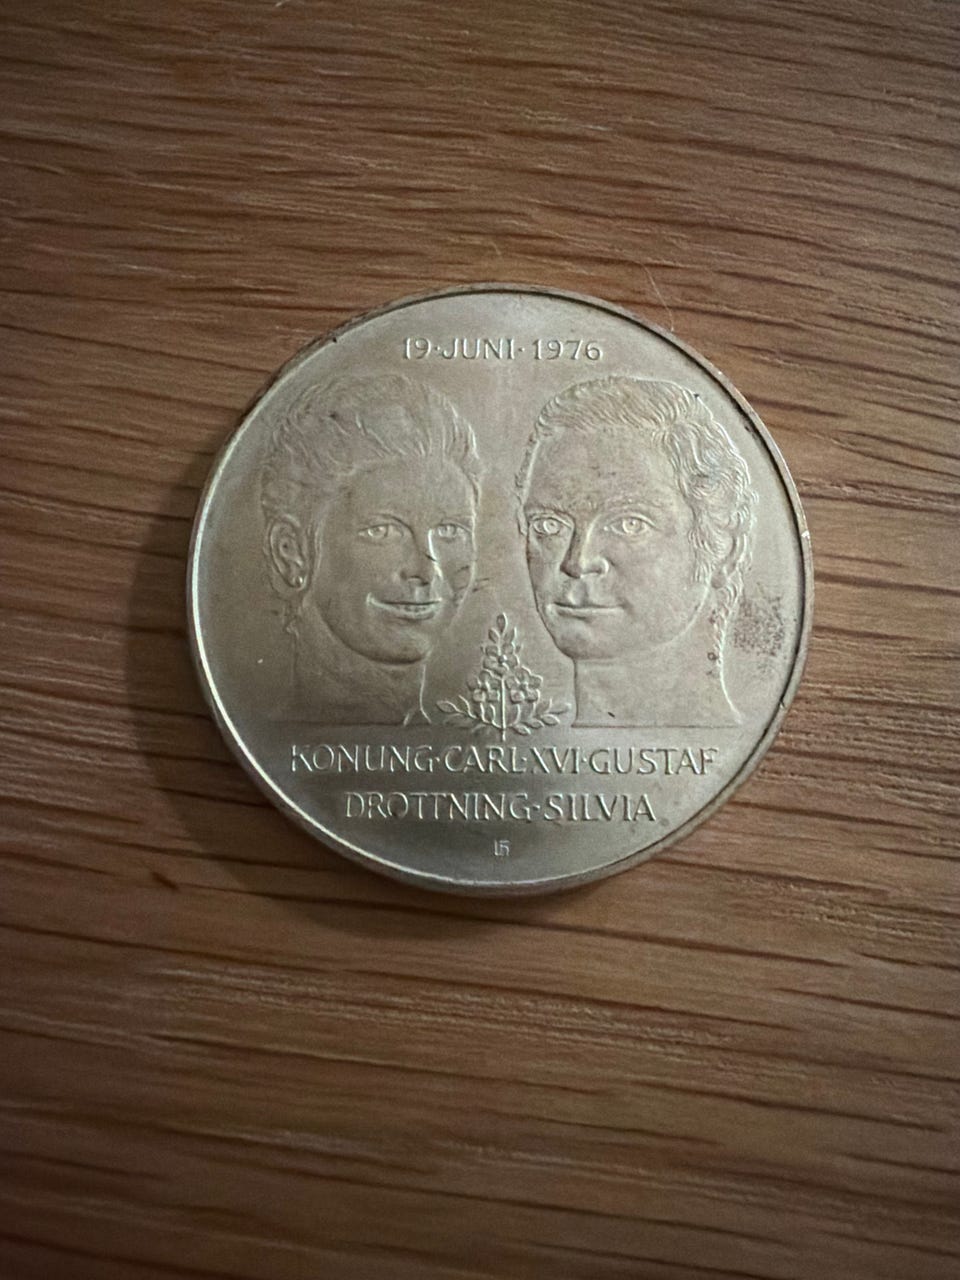 19·JUNI·1976
KONUNG·CARL·XVI·GUSTAF
DROTTNING·SILVIA